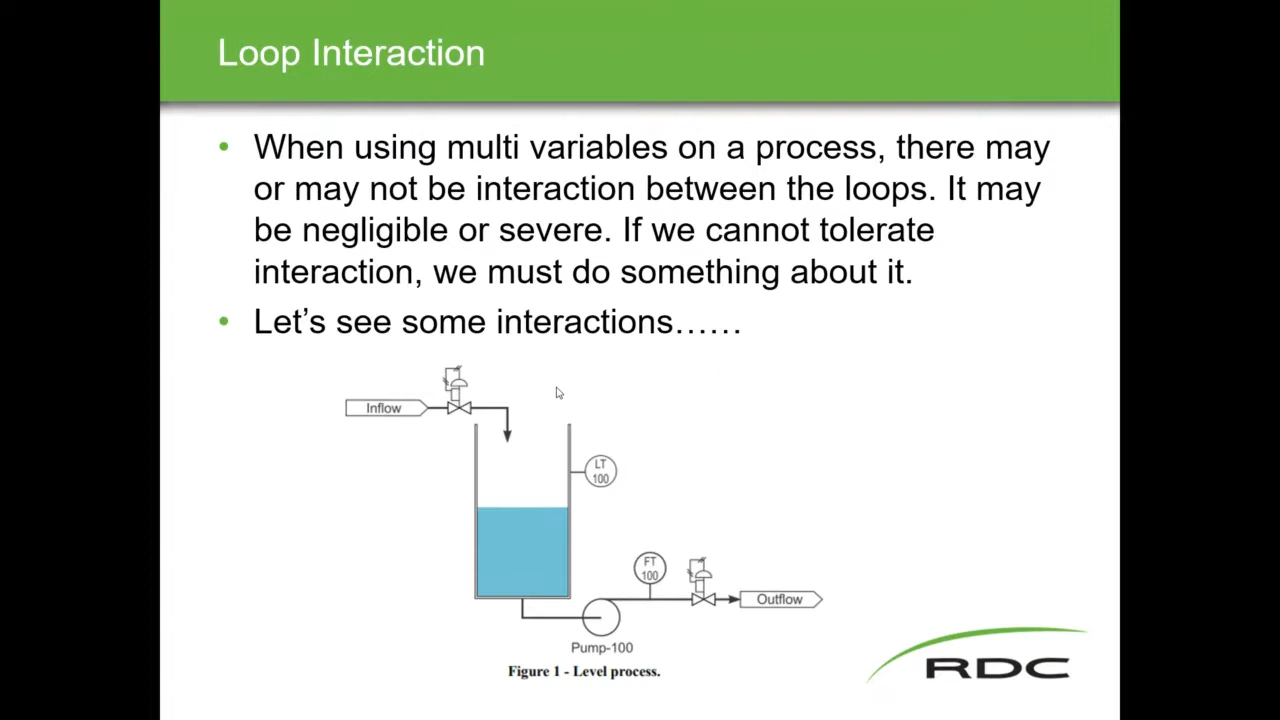 Loop Interaction
• When using multi variables on a process, there may
or may not be interaction between the loops. It may
be negligible or severe. If we cannot tolerate
interaction, we must do something about it.
• Let’s see some interactions……
Inflow
LT
100
FT
100
Outflow
Pump-100
Figure 1 - Level process.
RDC